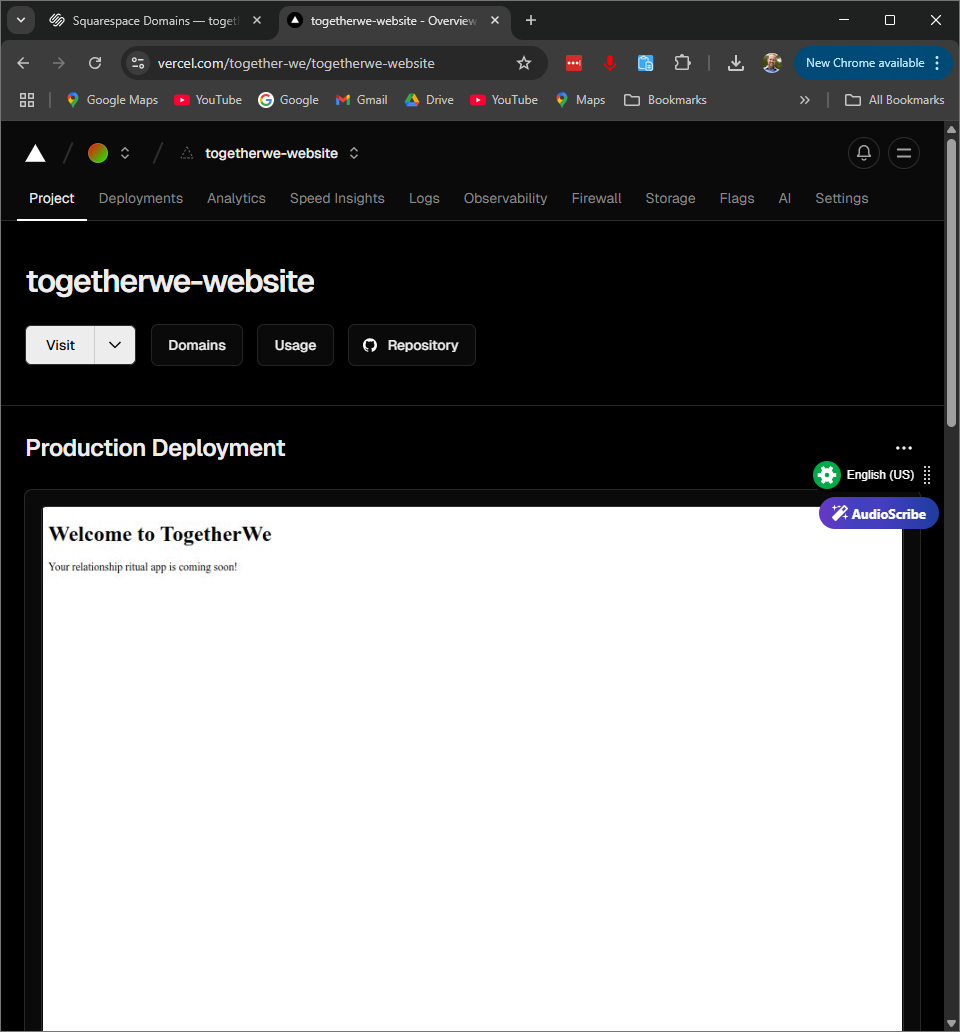 Squarespace Domains — toget
togetherwe-website - Overview
vercel.com/together-we/togetherwe-website
New Chrome available
Google Maps
YouTube
Google
Gmail
Drive
YouTube
Maps
Bookmarks
All Bookmarks
togetherwe-website
Project Deployments Analytics Speed Insights Logs Observability Firewall Storage Flags AI Settings
togetherwe-website
Visit
Domains
Usage
Repository
Production Deployment
English (US)
AudioScribe
Welcome to TogetherWe
Your relationship ritual app is coming soon!